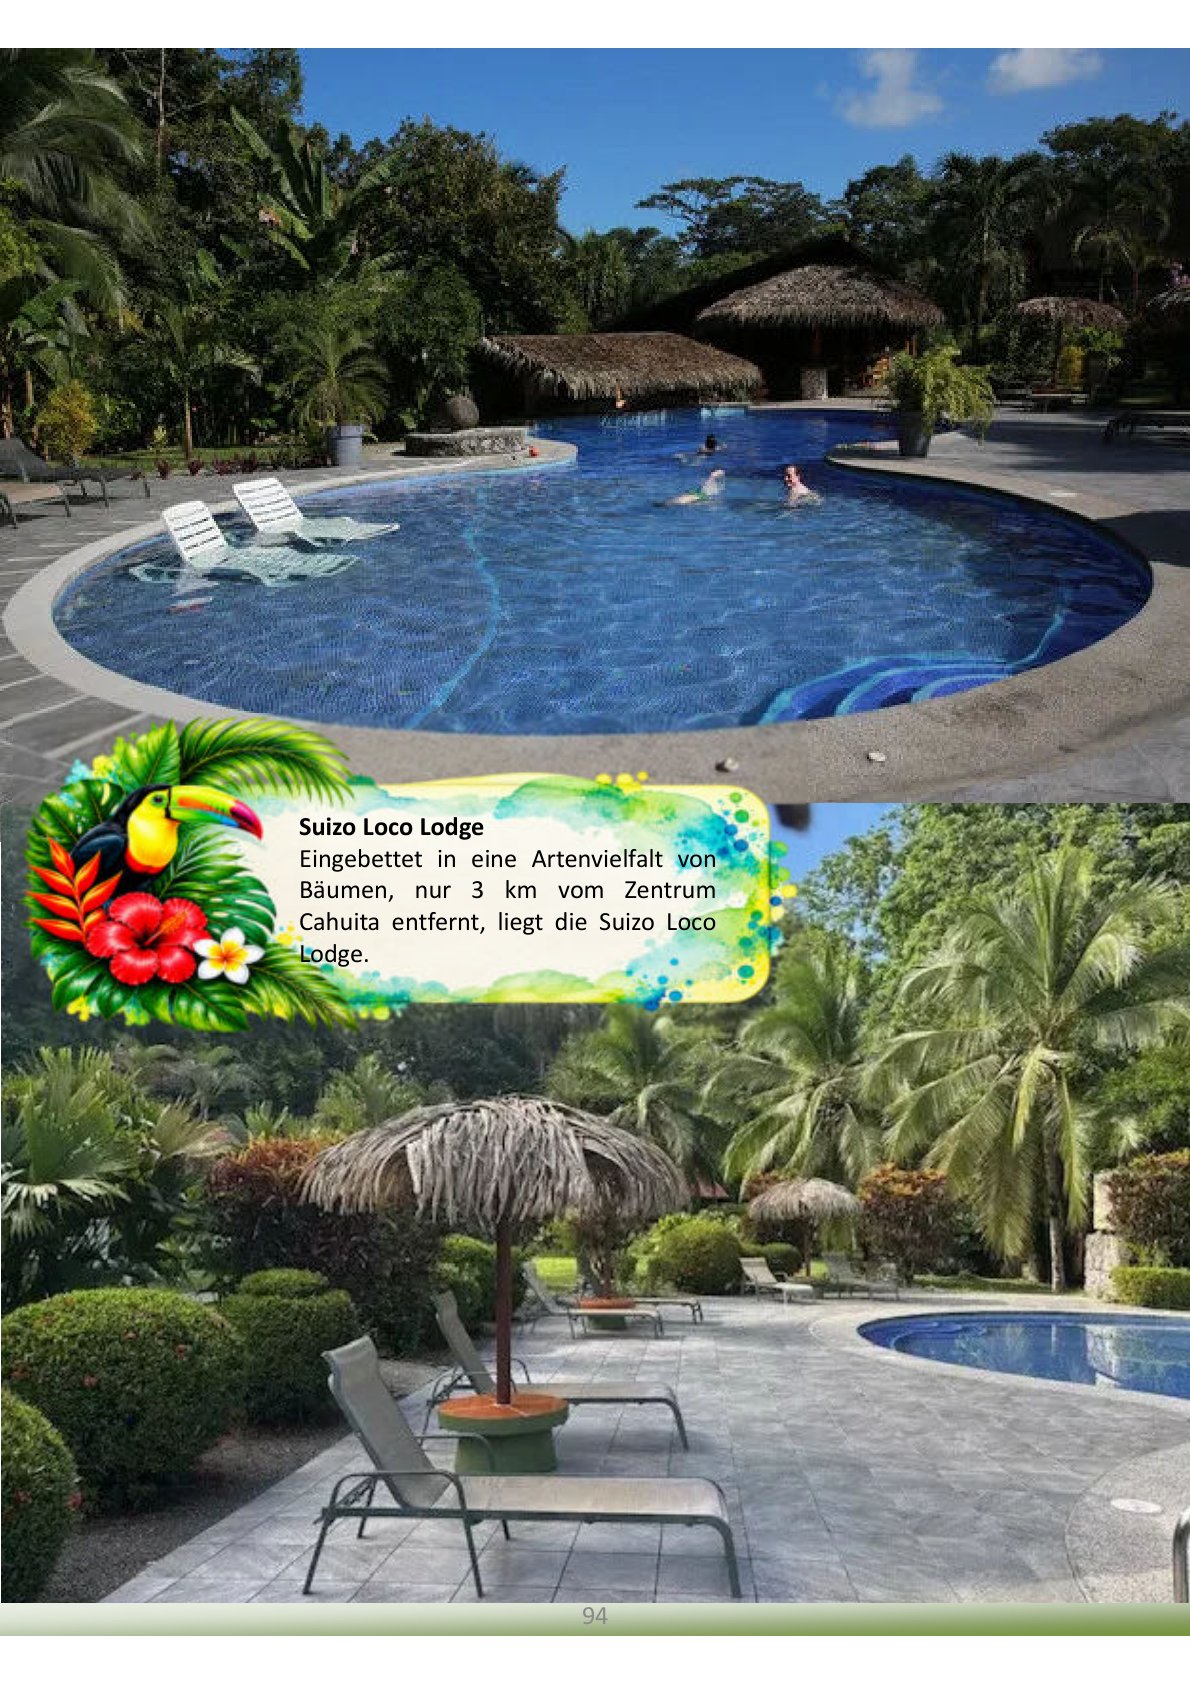 Suizo Loco Lodge
Eingebettet in eine Artenvielfalt von
Bäumen, nur 3 km vom Zentrum
Cahuita entfernt, liegt die Suizo Loco
Lodge.
94